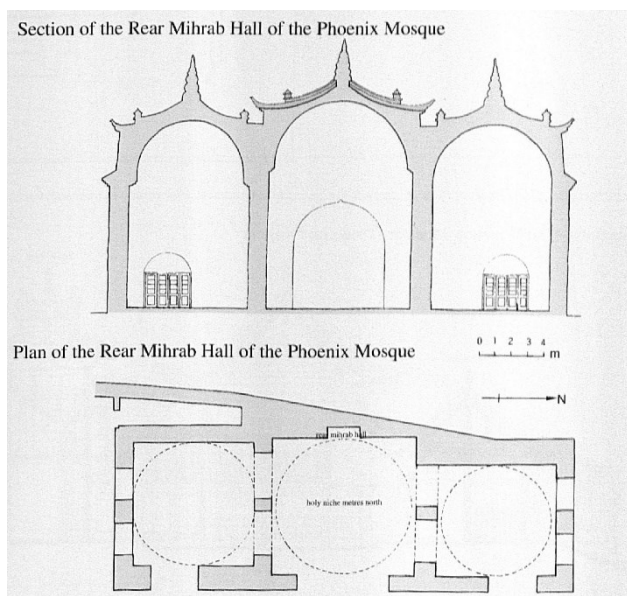 Section of the Rear Mihrab Hall of the Phoenix Mosque
Plan of the Rear Mihrab Hall of the Phoenix Mosque
0 1 2 3 4
m
N
rear mihrab hall
holy niche metres north